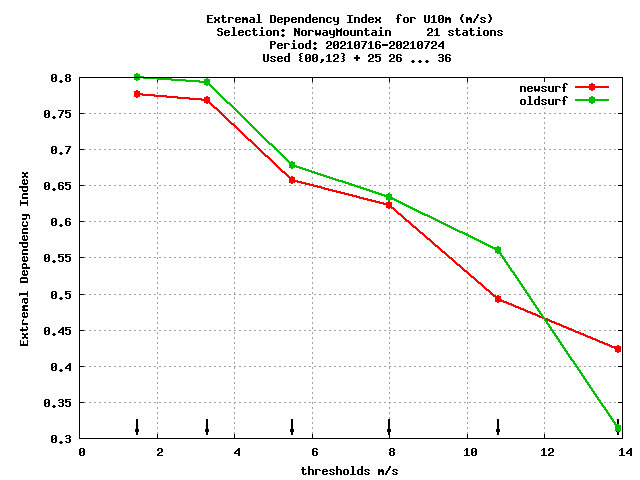 Extremal Dependency Index  for U10m (m/s)
Selection: NorwayMountain     21 stations
Period: 20210716-20210724
Used {00,12} + 25 26 ... 36
newsurf
oldsurf
0.8
0.75
0.7
0.65
0.6
0.55
0.5
0.45
0.4
0.35
0.3
Extremal Dependency Index
0 2 4 6 8 10 12 14
thresholds m/s